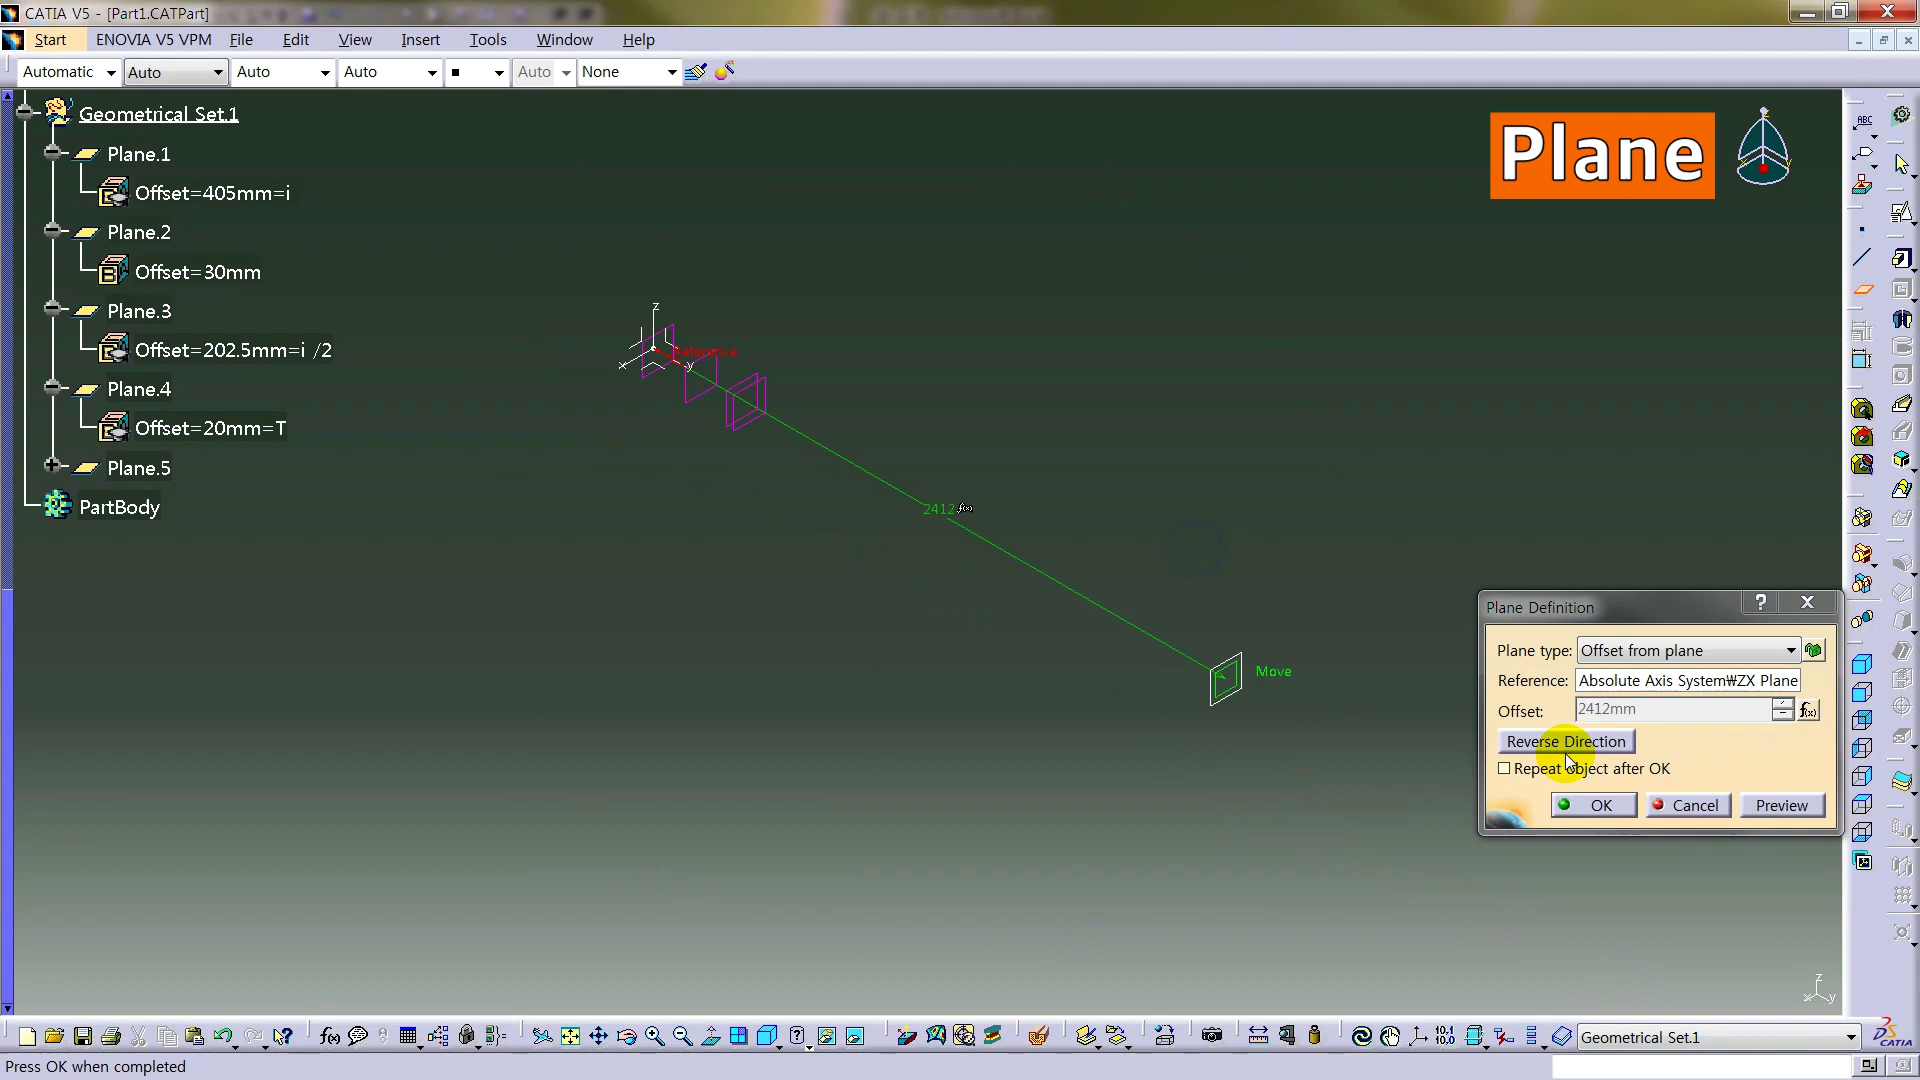 CATIA V5 - [Part1.CATPart]
Start ENOVIA V5 VPM File Edit View Insert Tools Window Help
Automatic Auto Auto Auto Auto None
Geometrical Set.1
Plane.1
Offset=405mm=i
Plane.2
Offset=30mm
Plane.3
Offset=202.5mm=i /2
Plane.4
Offset=20mm=T
Plane.5
PartBody
Plane
z
Reference
x
y
2412 f(x)
Move
ABC
Plane Definition
Plane type: Offset from plane
Reference: Absolute Axis System₩ZX Plane
Offset: 2412mm f(x)
Reverse Direction
Repeat object after OK
OK Cancel Preview
z
x y
f(x)
Geometrical Set.1
CATIA
Press OK when completed